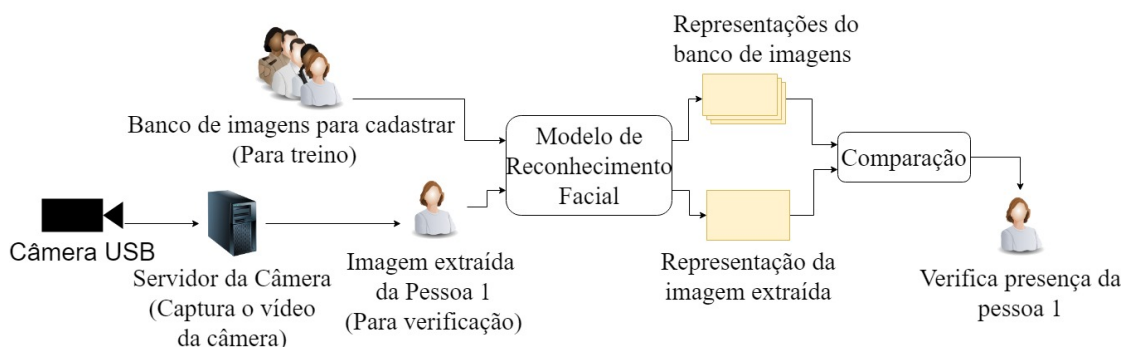 Representações do
banco de imagens
Banco de imagens para cadastrar
(Para treino)
Modelo de
Reconhecimento
Facial
Comparação
Câmera USB
Servidor da Câmera
(Captura o vídeo
da câmera)
Imagem extraída
da Pessoa 1
(Para verificação)
Representação da
imagem extraída
Verifica presença da
pessoa 1